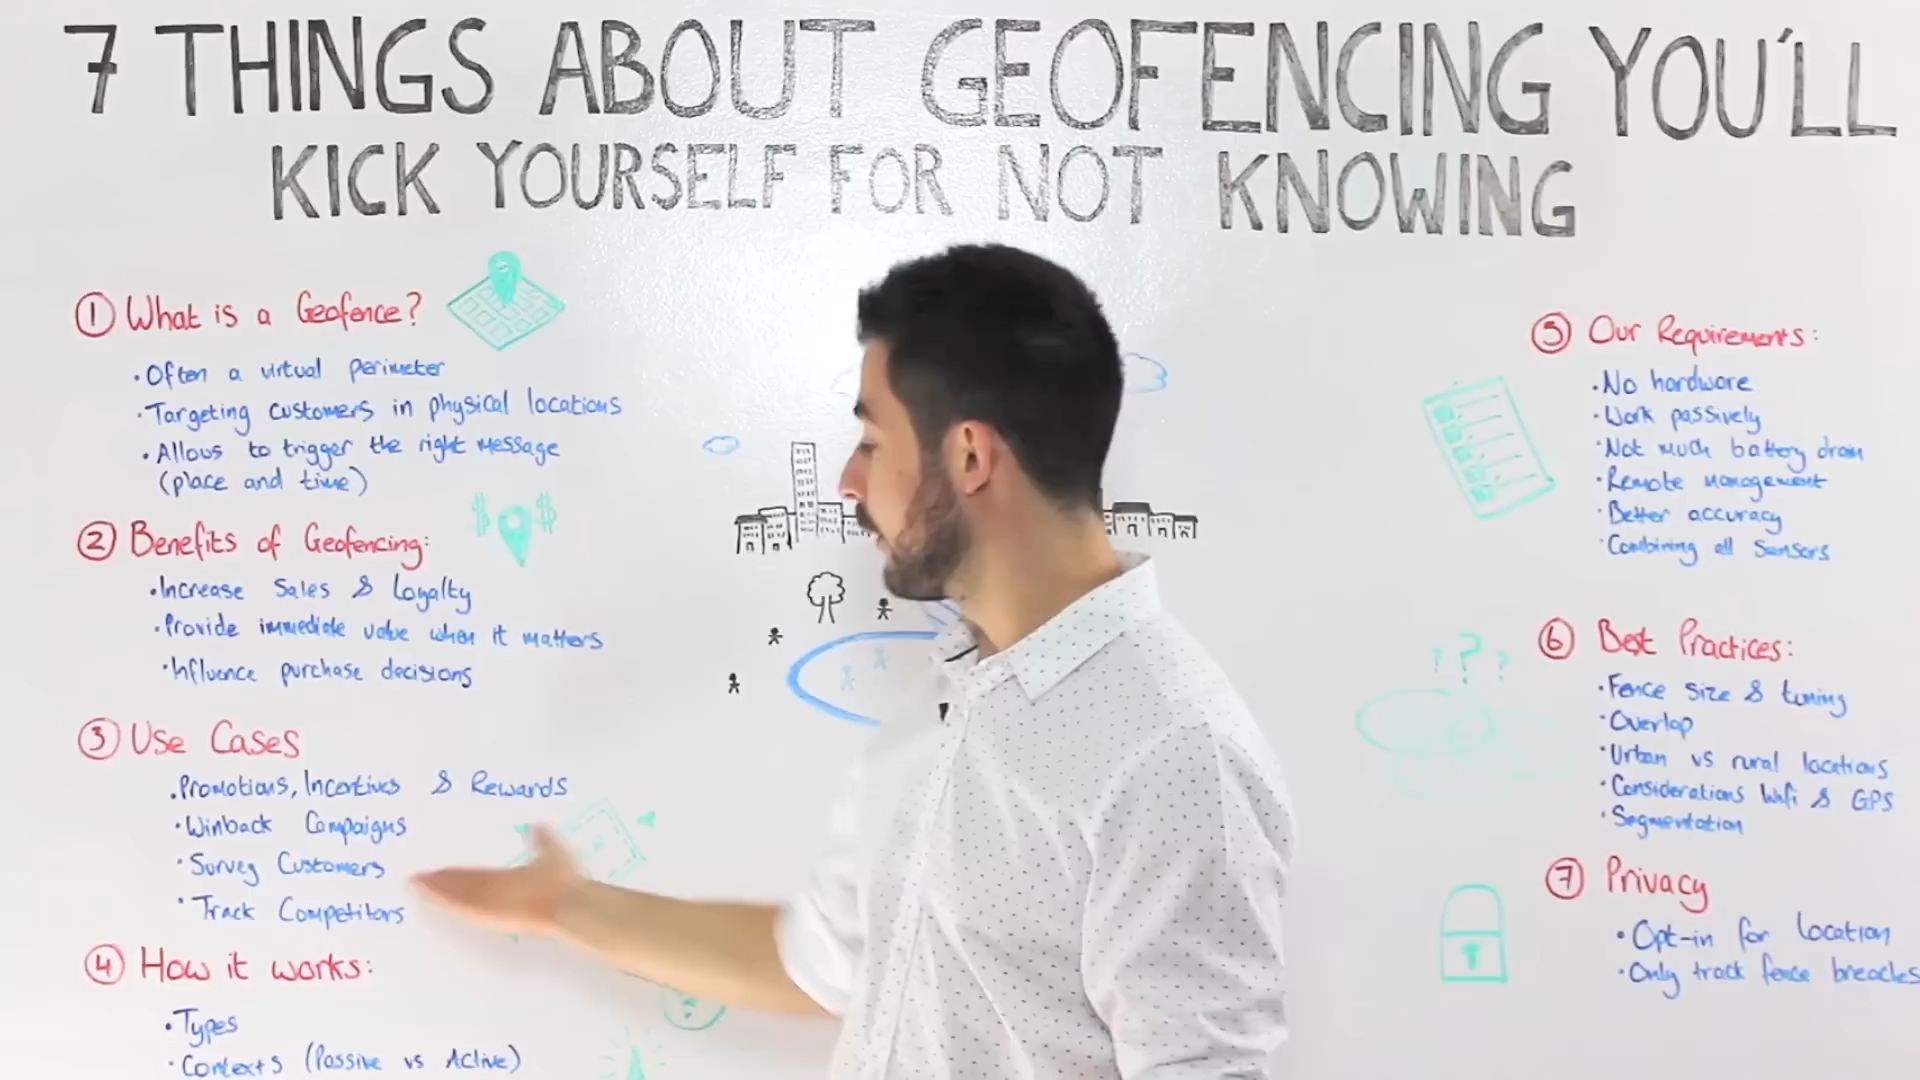 7 THINGS ABOUT GEOFENCING YOU'LL
KICK YOURSELF FOR NOT KNOWING
① What is a Geofence?
• Often a virtual perimeter
• Targeting customers in physical locations
• Allows to trigger the right message
(place and time)
$ $
② Benefits of Geofencing:
• Increase Sales & Loyalty
• Provide immediate value when it matters
• Influence purchase decisions
③ Use Cases
• Promotions, Incentives & Rewards
• Winback Campaigns
• Survey Customers
• Track Competitors
④ How it works:
• Types
• Contexts (Passive vs Active)
⑤ Our Requirements:
• No hardware
• Work passively
• Not much battery drain
• Remote management
• Better accuracy
• Combining all Sensors
? ? ?
⑥ Best Practices:
• Fence size & tuning
• Overlap
• Urban vs rural locations
• Considerations Wifi & GPS
• Segmentation
⑦ Privacy
• Opt-in for location
• Only track fence breaches